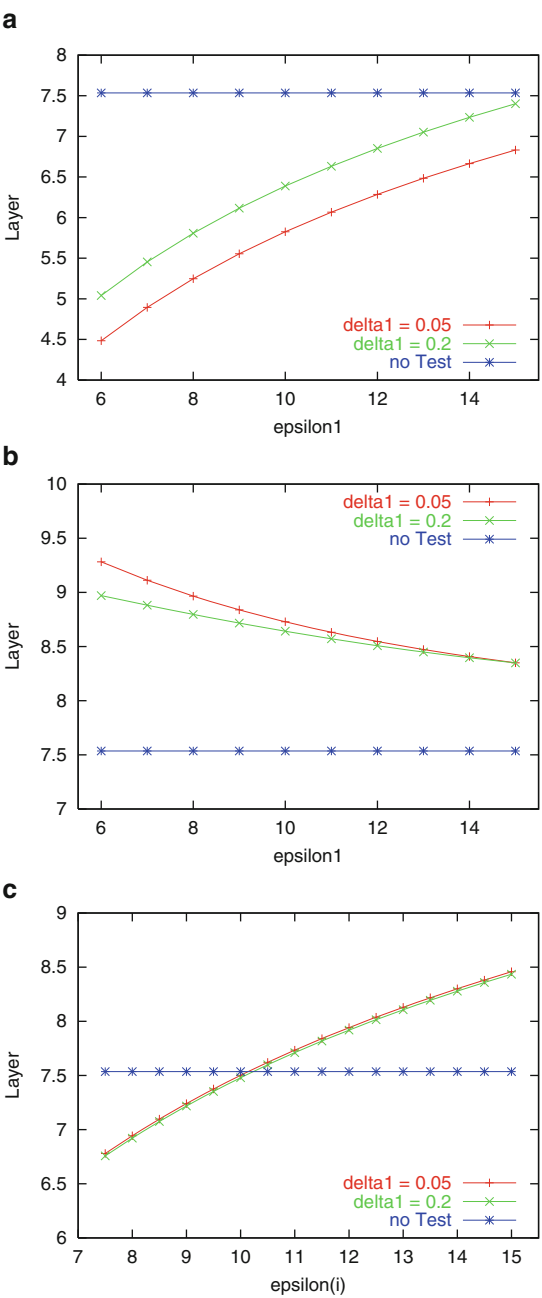 a
8
7.5
7
6.5
6
5.5
5
4.5
4
Layer
delta1 = 0.05
delta1 = 0.2
no Test
6 8 10 12 14
epsilon1
b
10
9.5
9
8.5
8
7.5
7
Layer
delta1 = 0.05
delta1 = 0.2
no Test
6 8 10 12 14
epsilon1
c
9
8.5
8
7.5
7
6.5
6
Layer
delta1 = 0.05
delta1 = 0.2
no Test
7 8 9 10 11 12 13 14 15
epsilon(i)